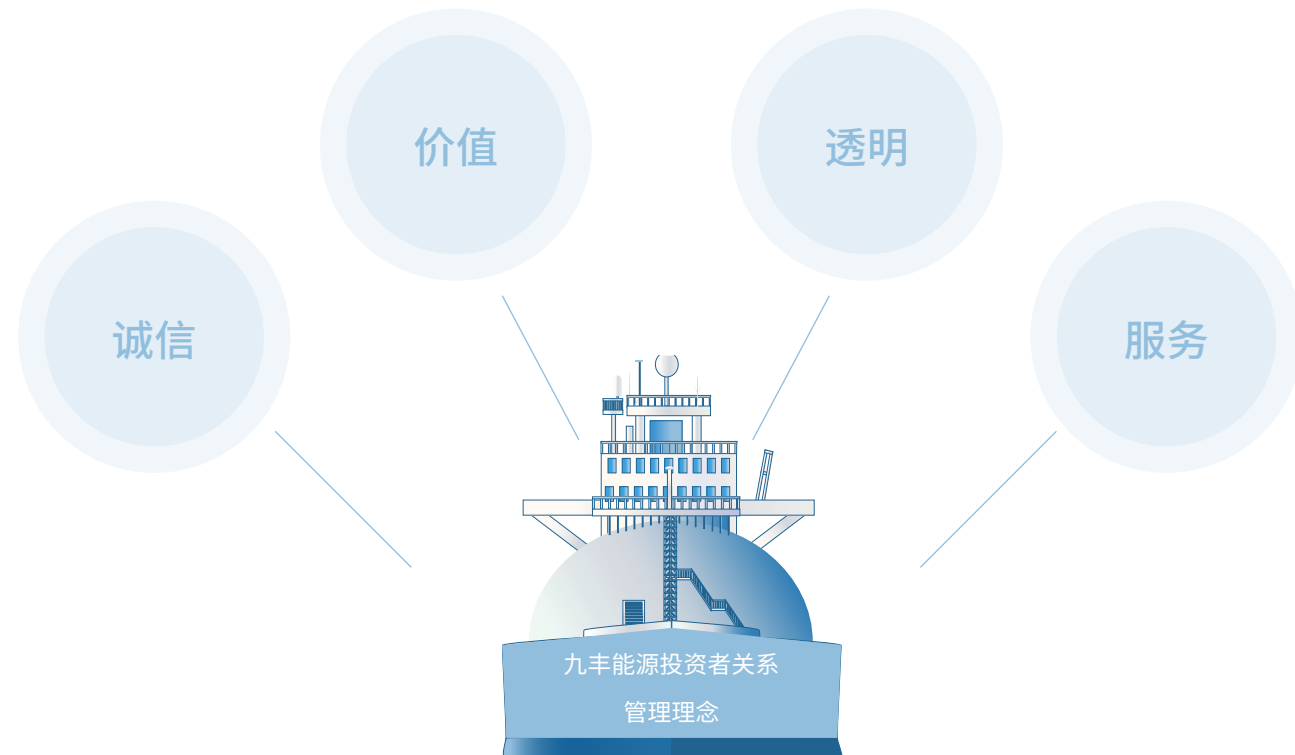 价值
透明
诚信
服务
九丰能源投资者关系
管理理念